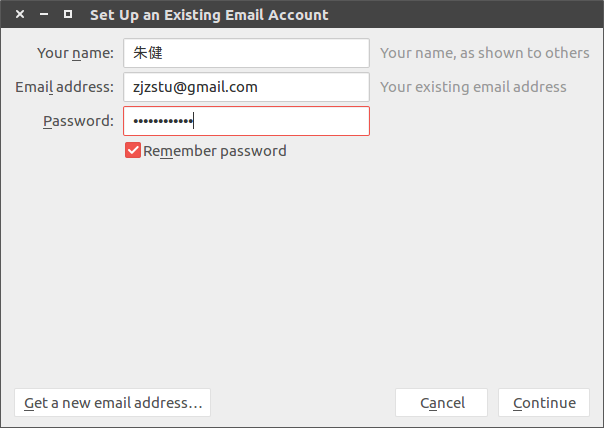 Set Up an Existing Email Account
Your name: 朱健 Your name, as shown to others
Email address: zjzstu@gmail.com Your existing email address
Password: ••••••••••••
Remember password
Get a new email address... Cancel Continue